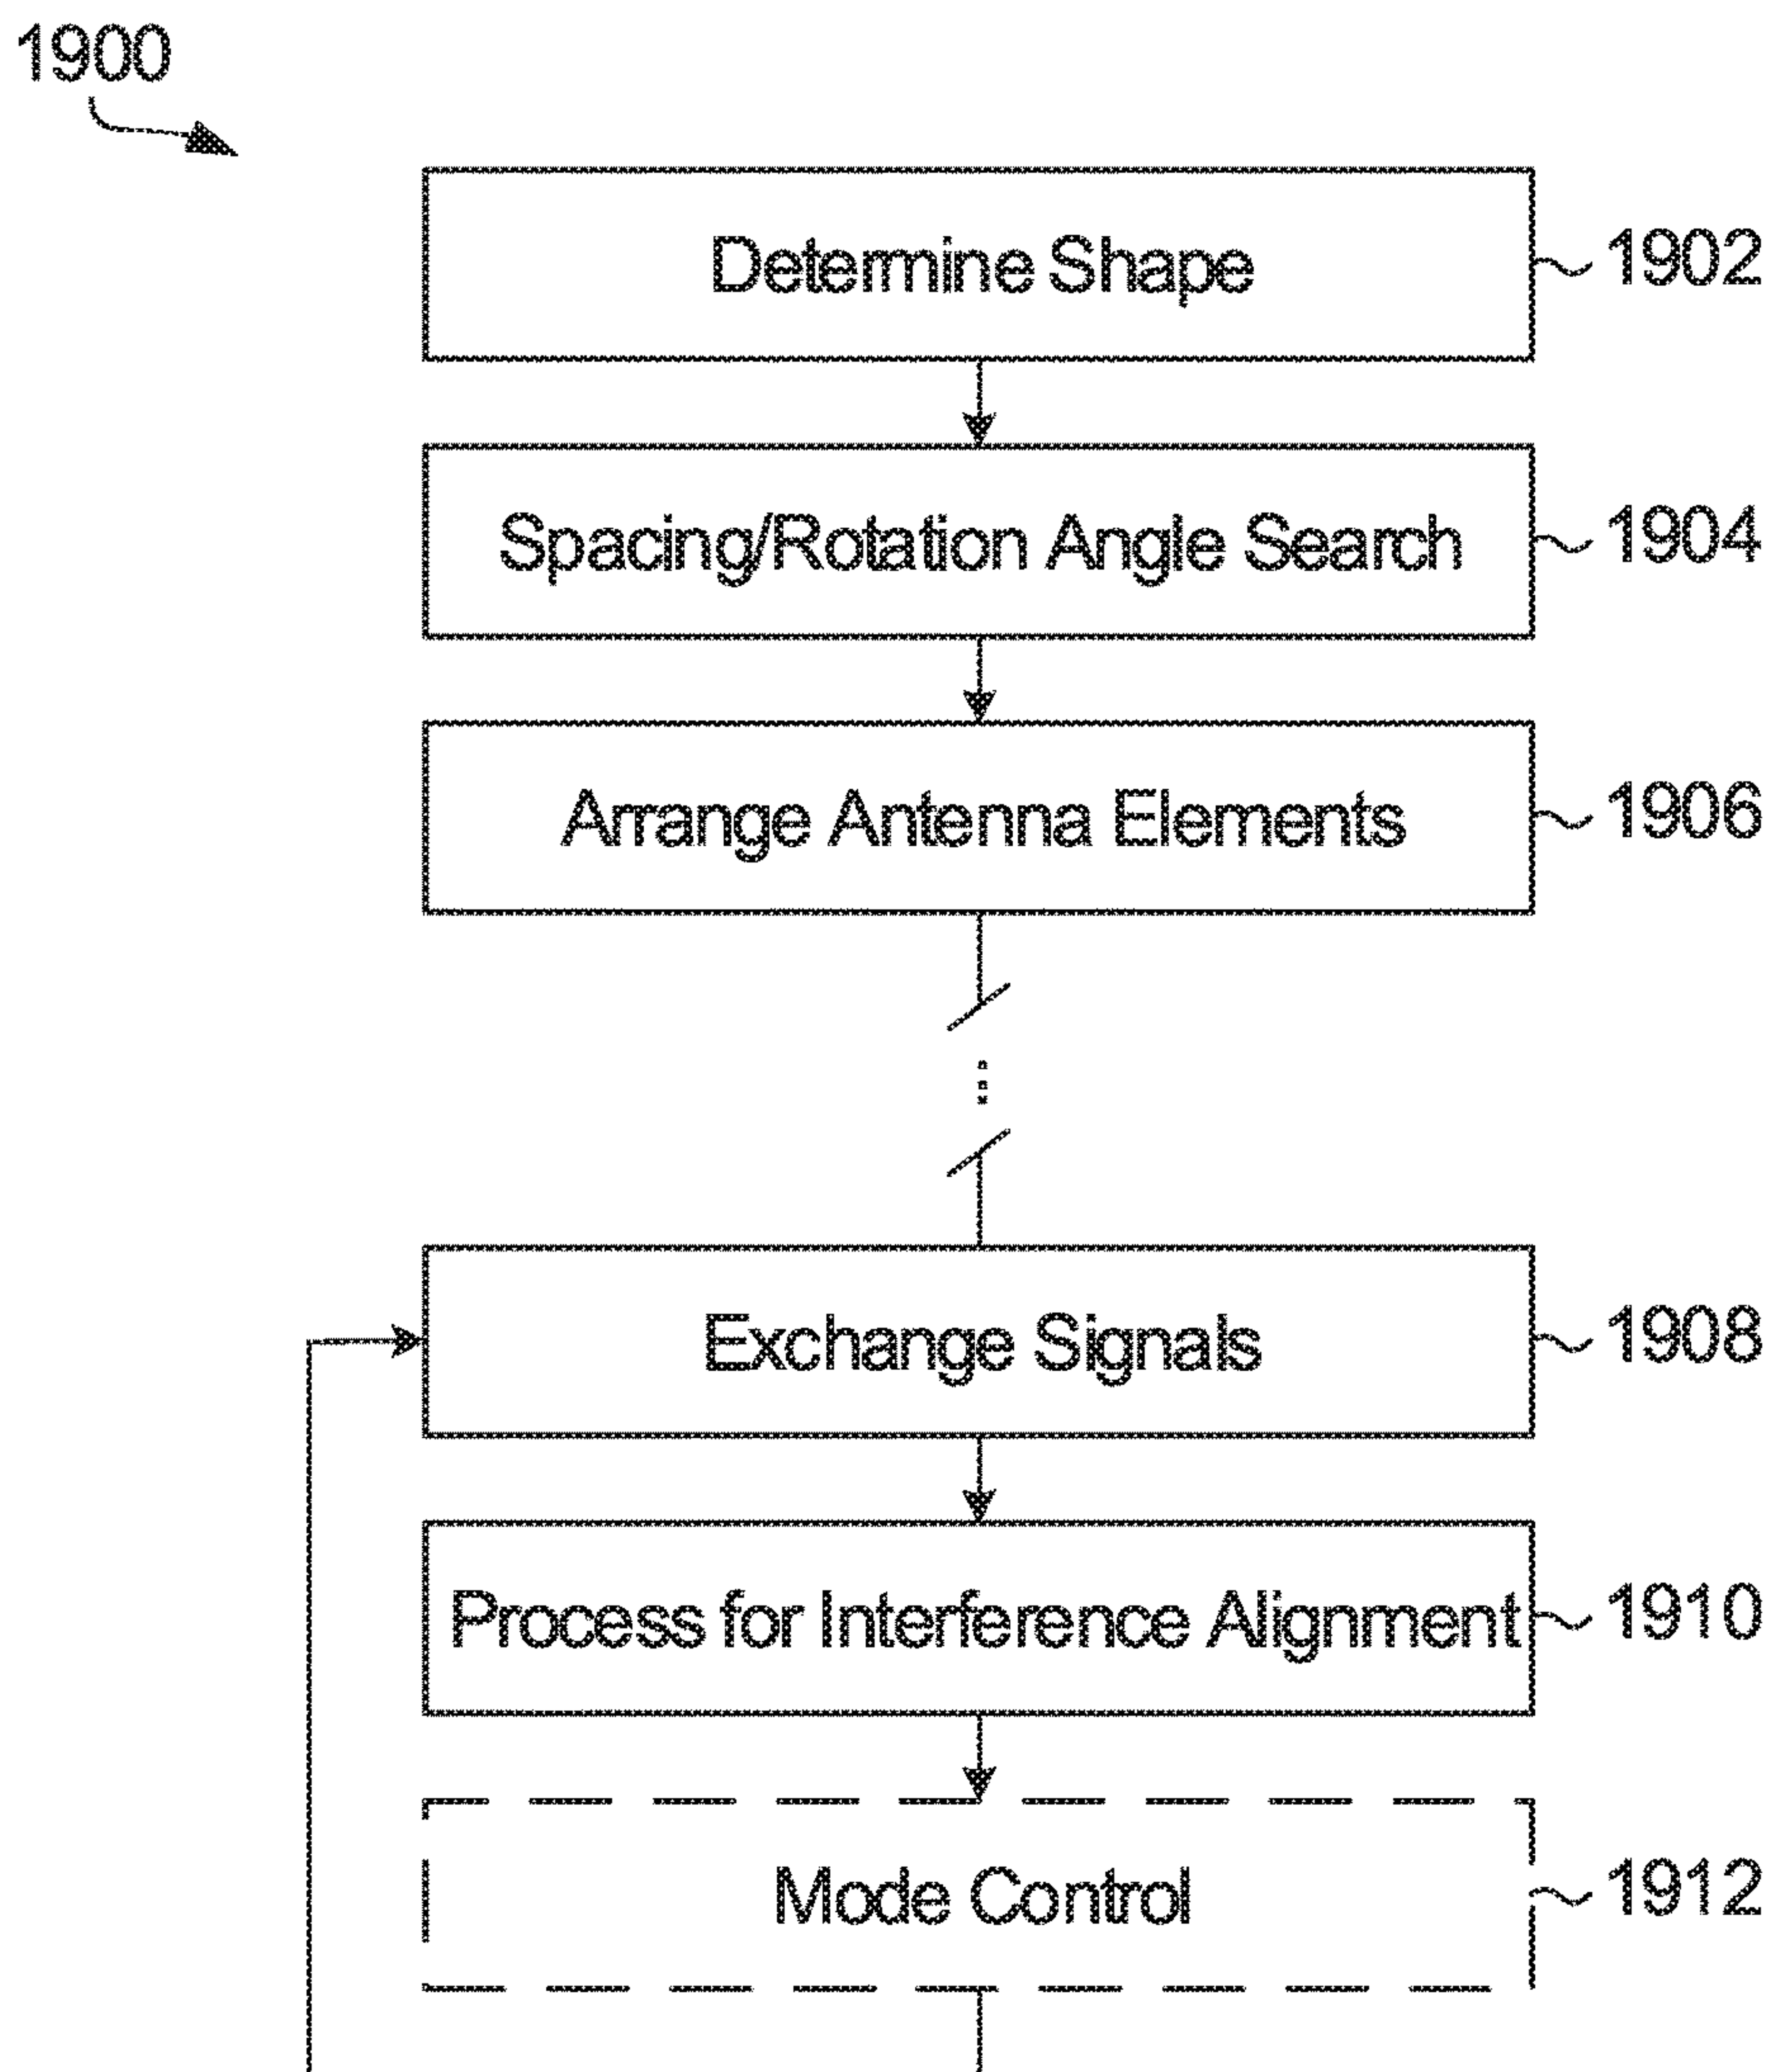 1900
Determine Shape
1902
Spacing/Rotation Angle Search
1904
Arrange Antenna Elements
1906
Exchange Signals
1908
Process for Interference Alignment
1910
Mode Control
1912